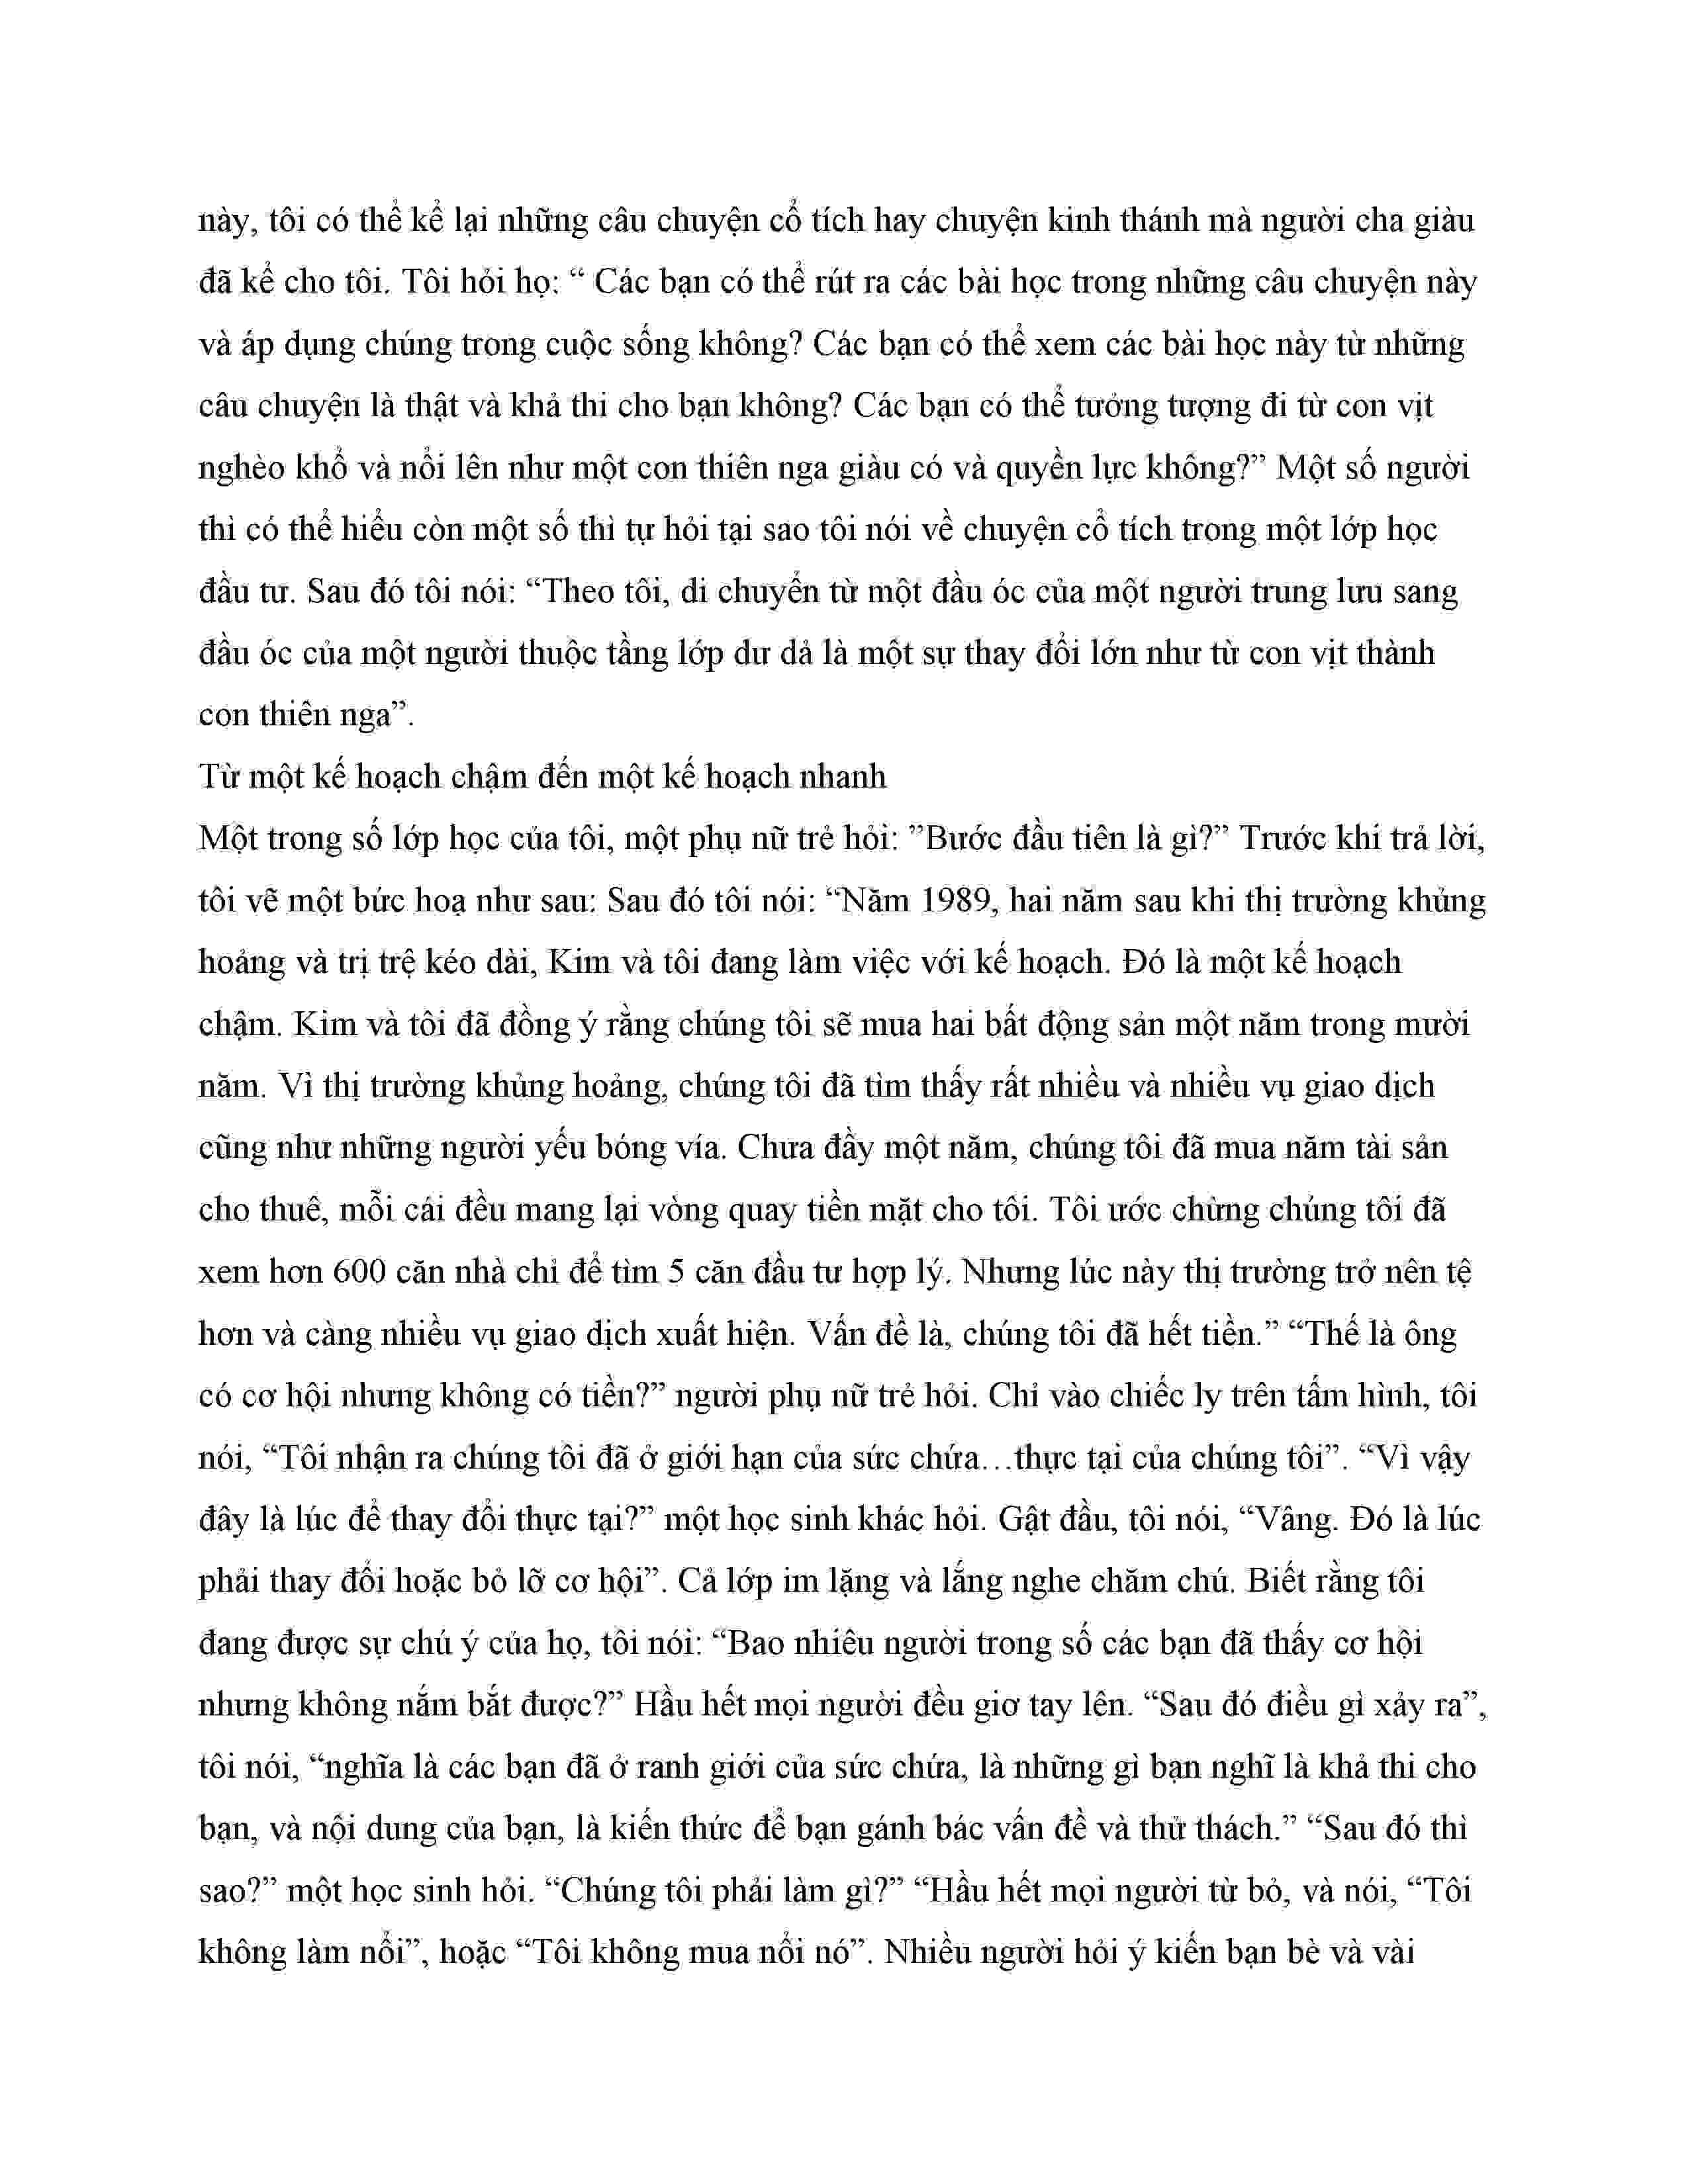 này, tôi có thể kể lại những câu chuyện cổ tích hay chuyện kinh thánh mà người cha giàu
đã kể cho tôi. Tôi hỏi họ: “ Các bạn có thể rút ra các bài học trong những câu chuyện này
và áp dụng chúng trong cuộc sống không? Các bạn có thể xem các bài học này từ những
câu chuyện là thật và khả thi cho bạn không? Các bạn có thể tưởng tượng đi từ con vịt
nghèo khổ và nổi lên như một con thiên nga giàu có và quyền lực không?” Một số người
thì có thể hiểu còn một số thì tự hỏi tại sao tôi nói về chuyện cổ tích trong một lớp học
đầu tư. Sau đó tôi nói: “Theo tôi, di chuyển từ một đầu óc của một người trung lưu sang
đầu óc của một người thuộc tầng lớp dư dả là một sự thay đổi lớn như từ con vịt thành
con thiên nga”.
Từ một kế hoạch chậm đến một kế hoạch nhanh
Một trong số lớp học của tôi, một phụ nữ trẻ hỏi: ”Bước đầu tiên là gì?” Trước khi trả lời,
tôi vẽ một bức hoạ như sau: Sau đó tôi nói: “Năm 1989, hai năm sau khi thị trường khủng
hoảng và trị trệ kéo dài, Kim và tôi đang làm việc với kế hoạch. Đó là một kế hoạch
chậm. Kim và tôi đã đồng ý rằng chúng tôi sẽ mua hai bất động sản một năm trong mười
năm. Vì thị trường khủng hoảng, chúng tôi đã tìm thấy rất nhiều và nhiều vụ giao dịch
cũng như những người yếu bóng vía. Chưa đầy một năm, chúng tôi đã mua năm tài sản
cho thuê, mỗi cái đều mang lại vòng quay tiền mặt cho tôi. Tôi ước chừng chúng tôi đã
xem hơn 600 căn nhà chỉ để tìm 5 căn đầu tư hợp lý. Nhưng lúc này thị trường trở nên tệ
hơn và càng nhiều vụ giao dịch xuất hiện. Vấn đề là, chúng tôi đã hết tiền.” “Thế là ông
có cơ hội nhưng không có tiền?” người phụ nữ trẻ hỏi. Chỉ vào chiếc ly trên tấm hình, tôi
nói, “Tôi nhận ra chúng tôi đã ở giới hạn của sức chứa…thực tại của chúng tôi”. “Vì vậy
đây là lúc để thay đổi thực tại?” một học sinh khác hỏi. Gật đầu, tôi nói, “Vâng. Đó là lúc
phải thay đổi hoặc bỏ lỡ cơ hội”. Cả lớp im lặng và lắng nghe chăm chú. Biết rằng tôi
đang được sự chú ý của họ, tôi nói: “Bao nhiêu người trong số các bạn đã thấy cơ hội
nhưng không nắm bắt được?” Hầu hết mọi người đều giơ tay lên. “Sau đó điều gì xảy ra”,
tôi nói, “nghĩa là các bạn đã ở ranh giới của sức chứa, là những gì bạn nghĩ là khả thi cho
bạn, và nội dung của bạn, là kiến thức để bạn gánh bác vấn đề và thử thách.” “Sau đó thì
sao?” một học sinh hỏi. “Chúng tôi phải làm gì?” “Hầu hết mọi người từ bỏ, và nói, “Tôi
không làm nổi”, hoặc “Tôi không mua nổi nó”. Nhiều người hỏi ý kiến bạn bè và vài